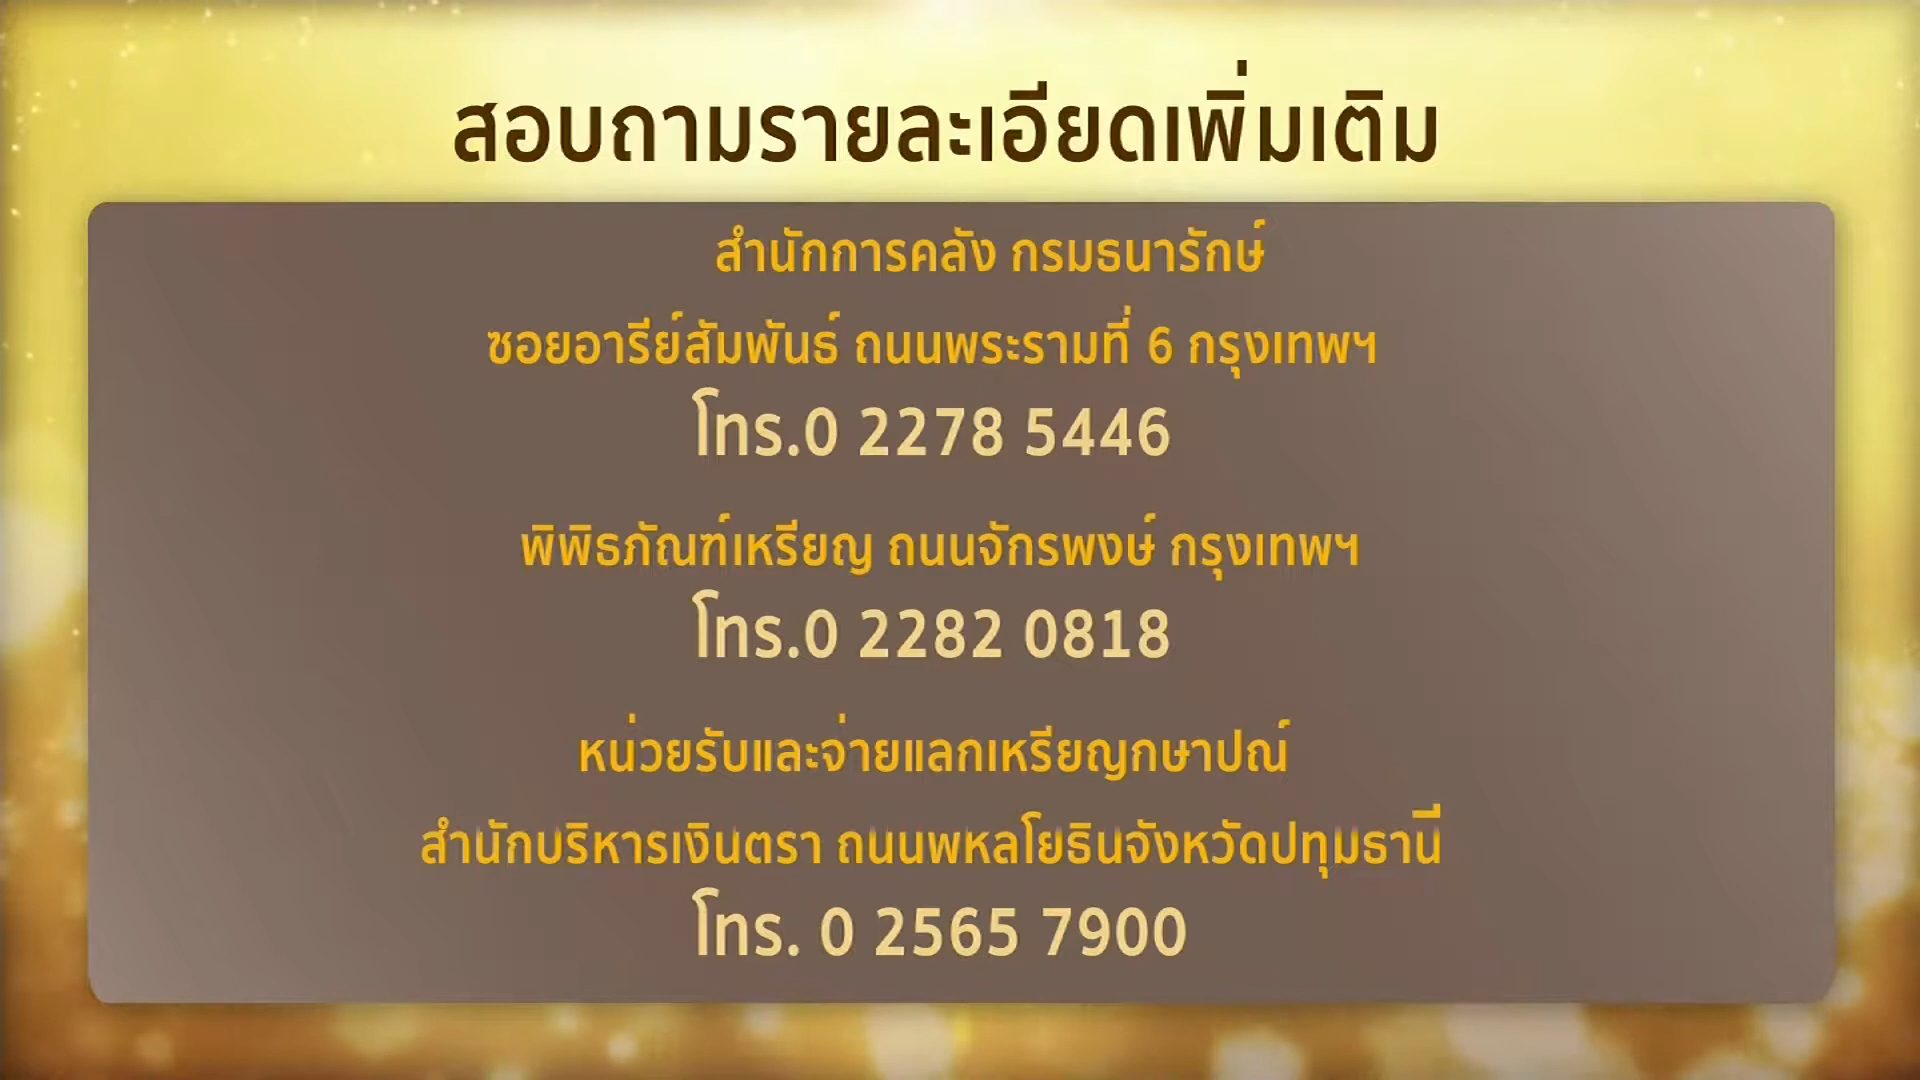 สอบถามรายละเอียดเพิ่มเติม
สำนักการคลัง กรมธนารักษ์
ซอยอารีย์สัมพันธ์ ถนนพระรามที่ 6 กรุงเทพฯ
โทร.0 2278 5446
พิพิธภัณฑ์เหรียญ ถนนจักรพงษ์ กรุงเทพฯ
โทร.0 2282 0818
หน่วยรับและจ่ายแลกเหรียญกษาปณ์
สำนักบริหารเงินตรา ถนนพหลโยธินจังหวัดปทุมธานี
โทร. 0 2565 7900